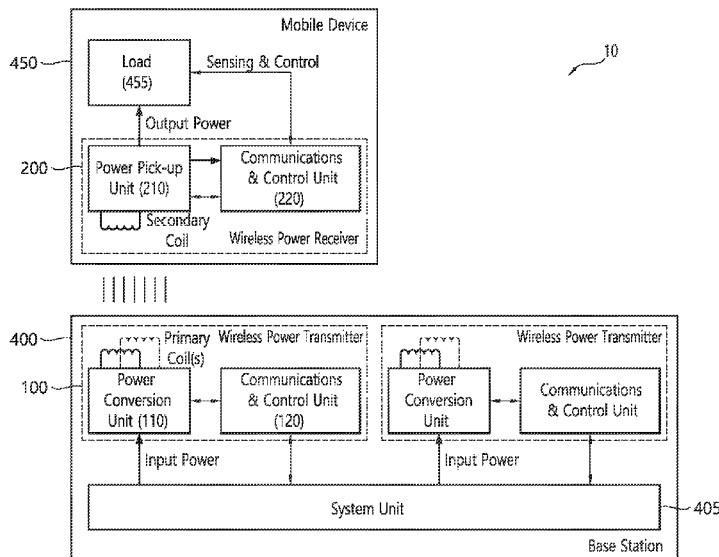 Mobile Device
450
Load
(455)
Sensing & Control
10
Output Power
200
Power Pick-up
Unit (210)
Communications
& Control Unit
(220)
Secondary
Coil
Wireless Power Receiver
400
Primary
Coil(s)
Wireless Power Transmitter
Wireless Power Transmitter
100
Power
Conversion
Unit (110)
Communications
& Control Unit
(120)
Power
Conversion
Unit
Communications
& Control Unit
Input Power
Input Power
System Unit
405
Base Station